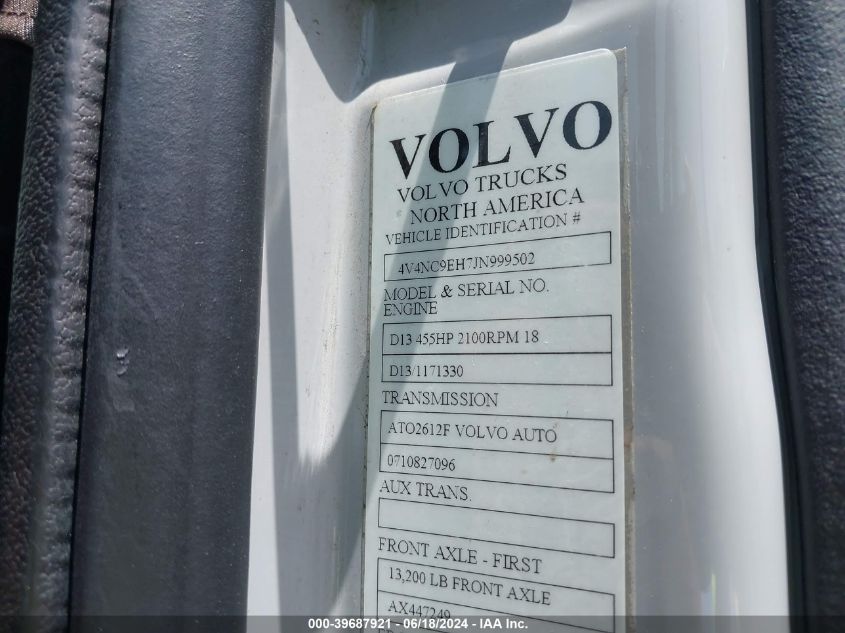 VOLVO
VOLVO TRUCKS
NORTH AMERICA
VEHICLE IDENTIFICATION #
4V4NC9EH7JN999502
MODEL & SERIAL NO.
ENGINE
D13 455HP 2100RPM 18
D13/1171330
TRANSMISSION
ATO2612F VOLVO AUTO
0710827096
AUX TRANS.
FRONT AXLE - FIRST
13,200 LB FRONT AXLE
AX447249
000-39687921 / 06/18/2024 - IAA Inc.